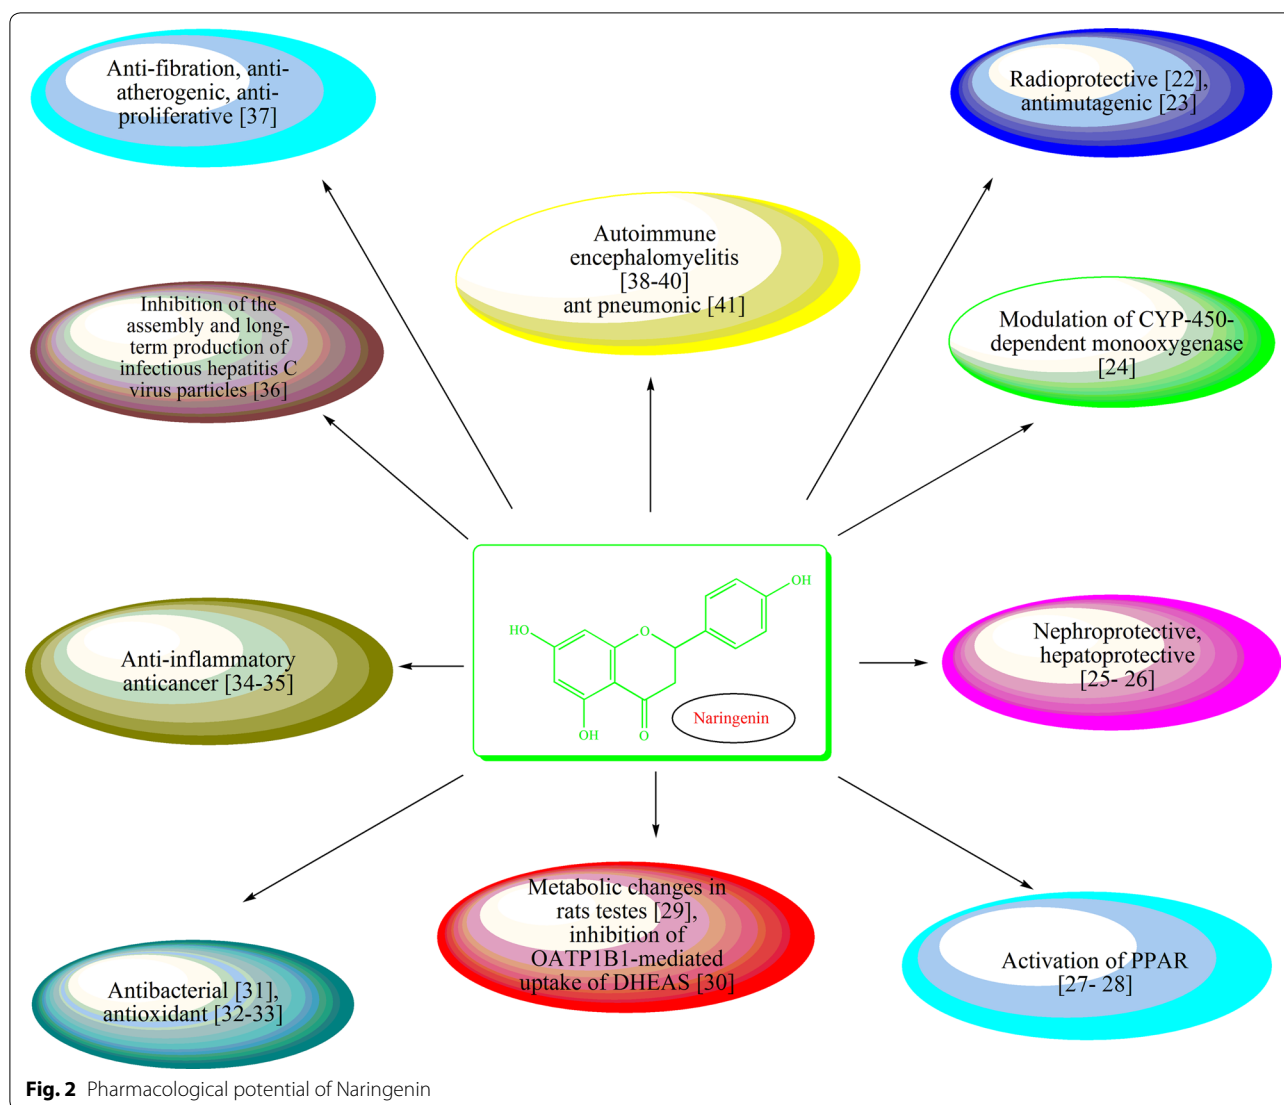 Anti-fibration, anti-
atherogenic, anti-
proliferative [37]
Radioprotective [22],
antimutagenic [23]
Autoimmune
encephalomyelitis
[38-40]
ant pneumonic [41]
Inhibition of the
assembly and long-
term production of
infectious hepatitis C
virus particles [36]
Modulation of CYP-450-
dependent monooxygenase
[24]
OH
HO
O
OH
O
Naringenin
Anti-inflammatory
anticancer [34-35]
Nephroprotective,
hepatoprotective
[25- 26]
Metabolic changes in
rats testes [29],
inhibition of
OATP1B1-mediated
uptake of DHEAS [30]
Antibacterial [31],
antioxidant [32-33]
Activation of PPAR
[27- 28]
Fig. 2 Pharmacological potential of Naringenin